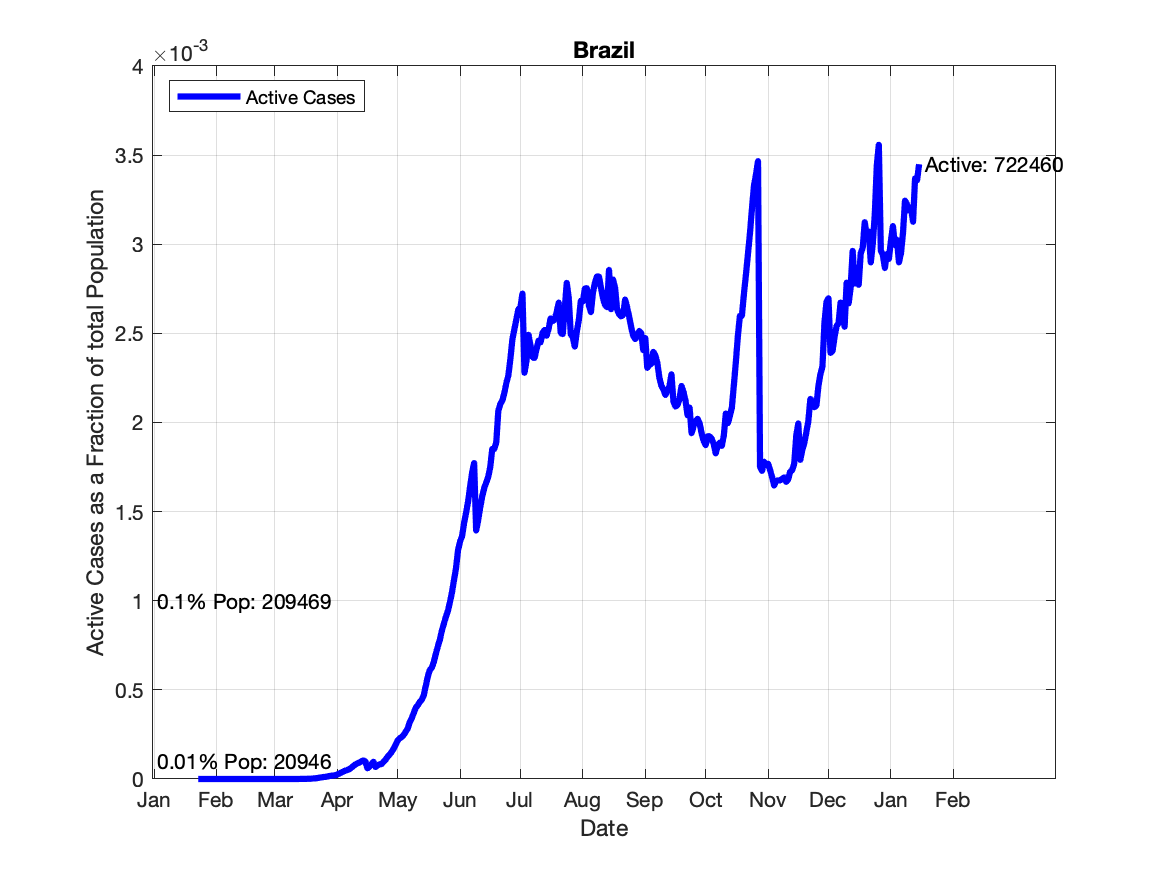 Brazil
×10-3
4
3.5
3
2.5
2
1.5
1
0.5
0
Active Cases as a Fraction of total Population
Active Cases
Active: 722460
0.1% Pop: 209469
0.01% Pop: 20946
Jan Feb Mar Apr May Jun Jul Aug Sep Oct Nov Dec Jan Feb
Date